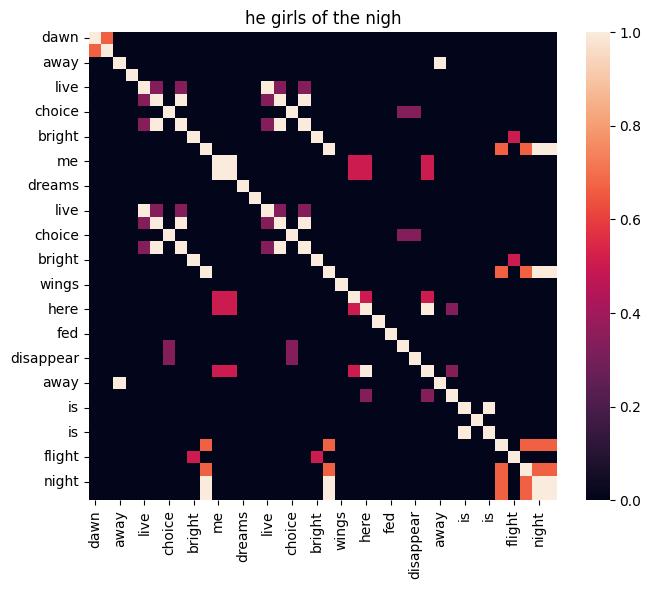 he girls of the nigh
dawn
away
live
choice
bright
me
dreams
live
choice
bright
wings
here
fed
disappear
away
is
is
flight
night
1.0
0.8
0.6
0.4
0.2
0.0
dawn
away
live
choice
bright
me
dreams
live
choice
bright
wings
here
fed
disappear
away
is
is
flight
night